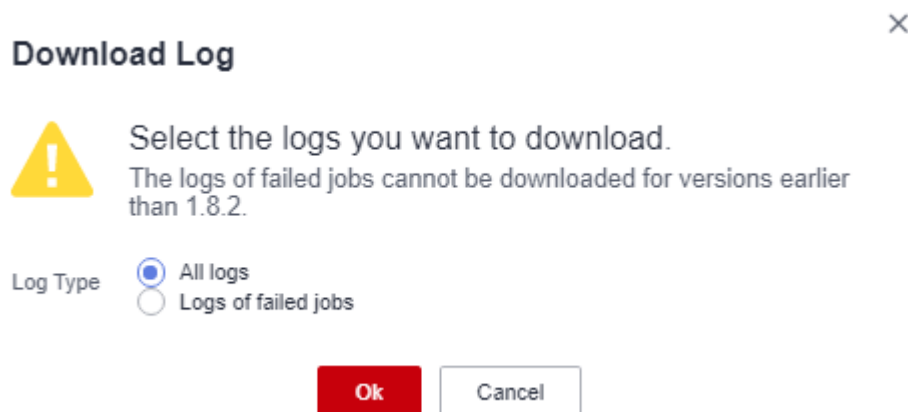 Download Log
Select the logs you want to download.
The logs of failed jobs cannot be downloaded for versions earlier
than 1.8.2.
Log Type
All logs
Logs of failed jobs
Ok
Cancel